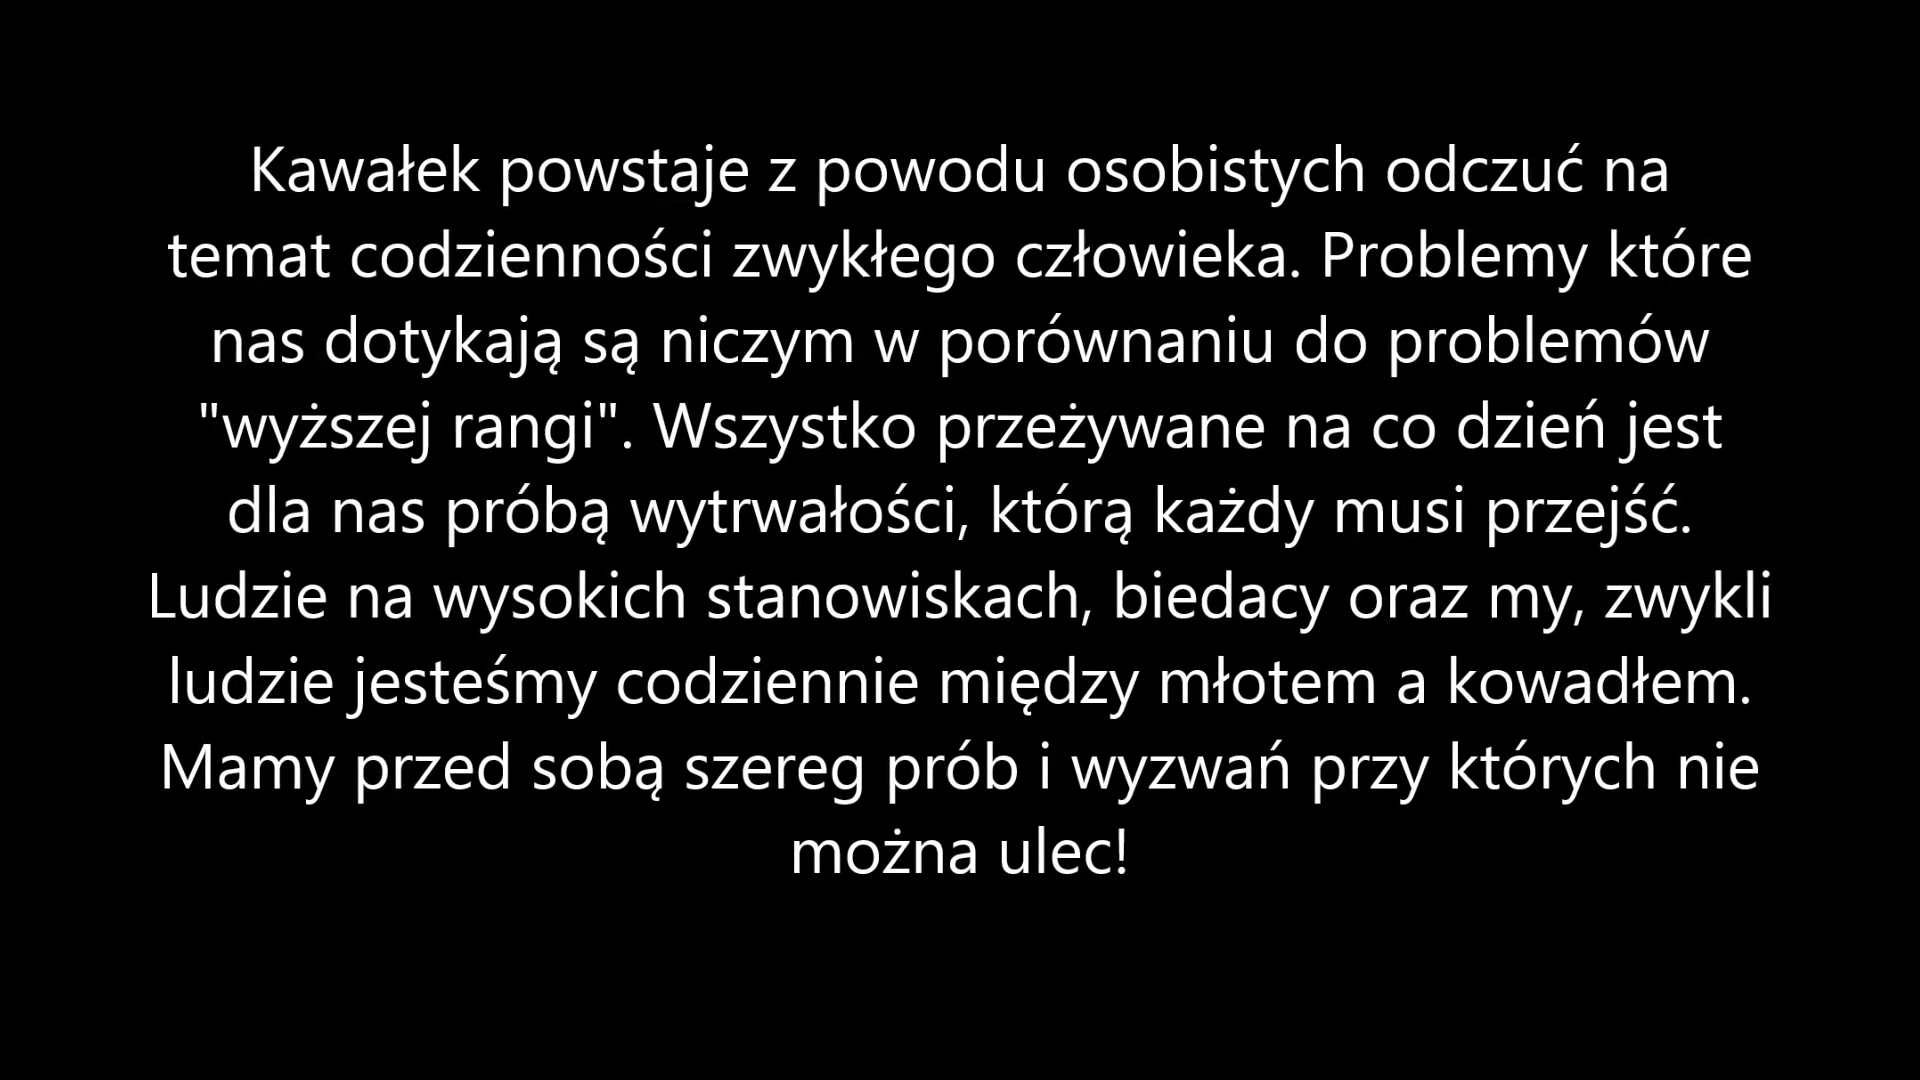 Kawałek powstaje z powodu osobistych odczuć na
temat codzienności zwykłego człowieka. Problemy które
nas dotykają są niczym w porównaniu do problemów
"wyższej rangi". Wszystko przeżywane na co dzień jest
dla nas próbą wytrwałości, którą każdy musi przejść.
Ludzie na wysokich stanowiskach, biedacy oraz my, zwykli
ludzie jesteśmy codziennie między młotem a kowadłem.
Mamy przed sobą szereg prób i wyzwań przy których nie
można ulec!